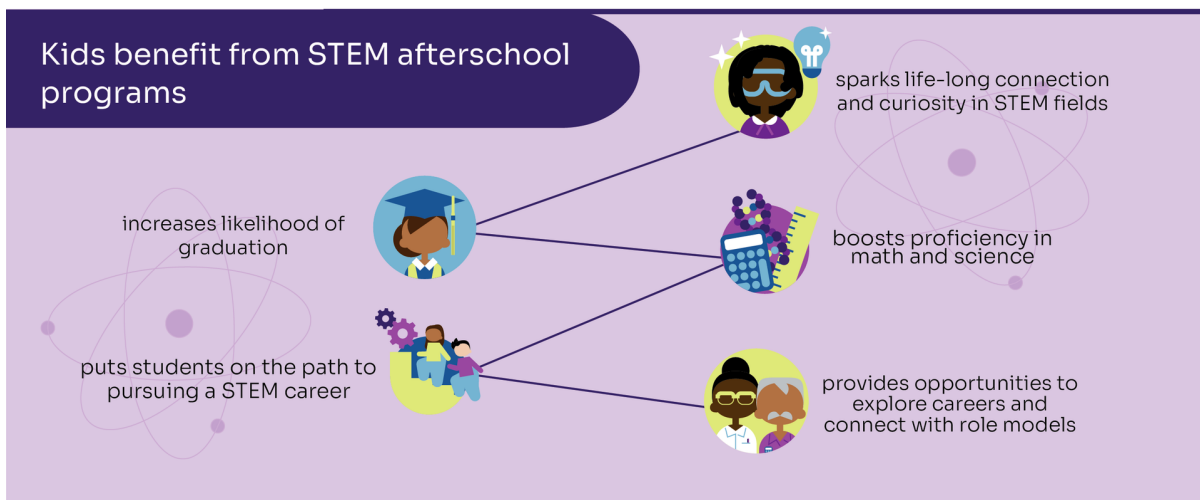 Kids benefit from STEM afterschool
programs
sparks life-long connection
and curiosity in STEM fields
increases likelihood of
graduation
boosts proficiency in
math and science
puts students on the path to
pursuing a STEM career
provides opportunities to
explore careers and
connect with role models